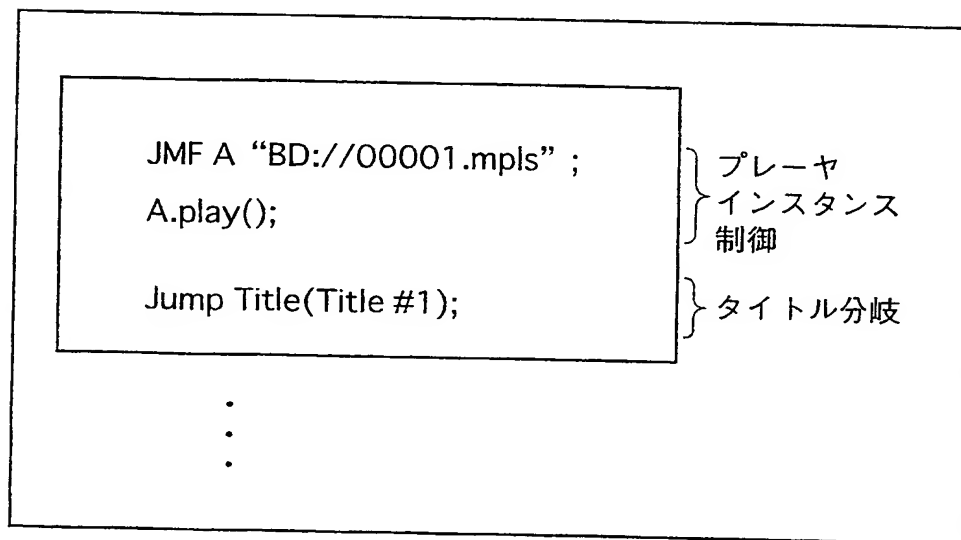 JMF A “BD://00001.mpls” ;
A.play();
プレーヤ
インスタンス
制御
Jump Title(Title #1);
タイトル分岐